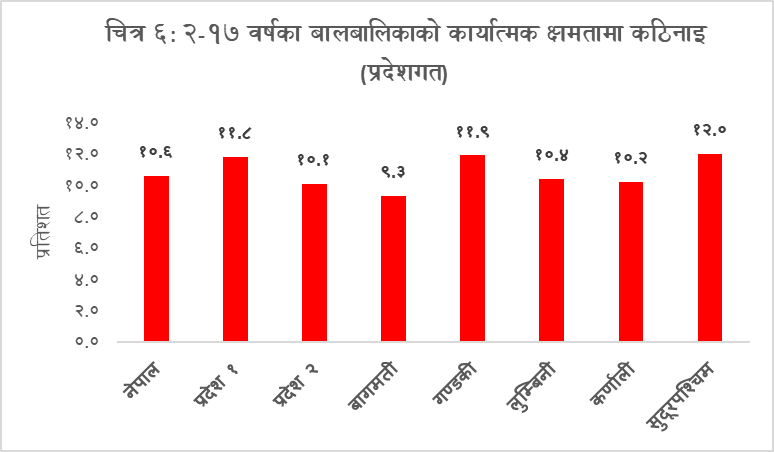 चित्र ६: २-१७ वर्षका बालबालिकाको कार्यात्मक क्षमतामा कठिनाइ
(प्रदेशगत)
प्रतिशत
१४.०
१२.०
१०.०
८.०
६.०
४.०
२.०
०.०
१०.६
११.८
१०.१
९.३
११.९
१०.४
१०.२
१२.०
नेपाल
प्रदेश १
प्रदेश २
बागमती
गण्डकी
लुम्बिनी
कर्णाली
सुदूरपश्चिम